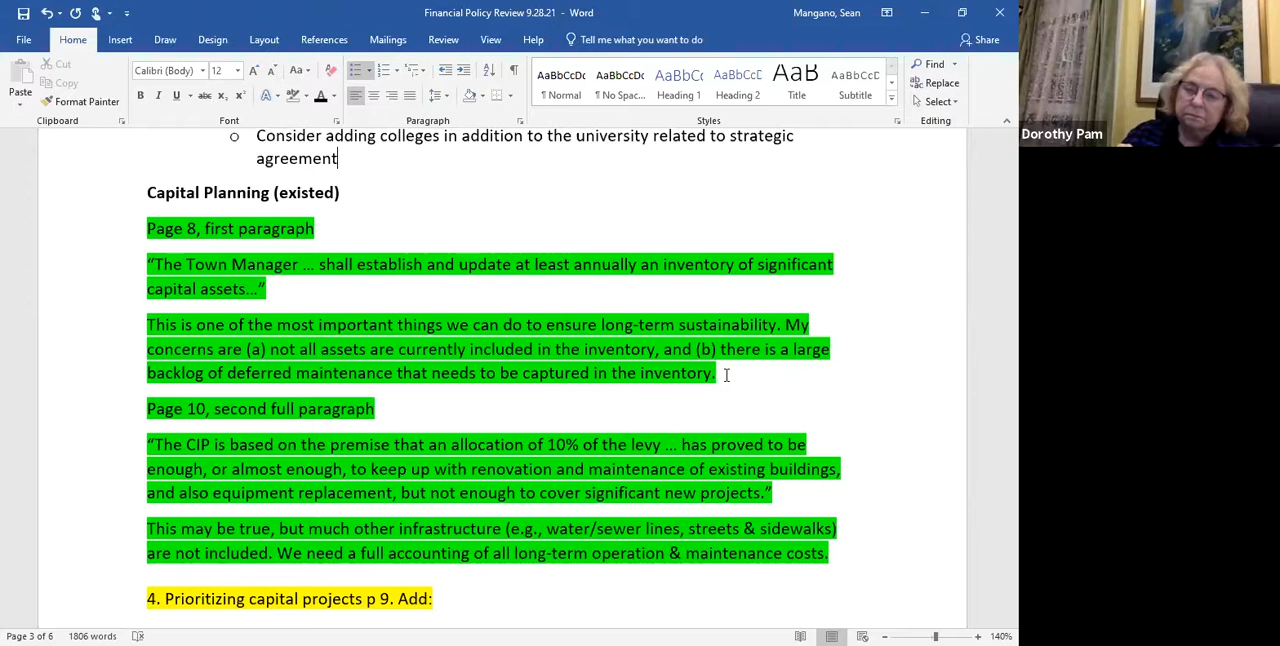 Financial Policy Review 9.28.21 - Word
Mangano, Sean
File Home Insert Draw Design Layout References Mailings Review View Help Tell me what you want to do Share
Paste
Cut
Copy
Format Painter
Clipboard
Calibri (Body) 12
Aa
B I U abc X₂ X²
A A
Font
Paragraph
AaBbCcDc AaBbCcDc AaBbC AaBbCcD AaB AaBbCcDc
¶ Normal ¶ No Spac... Heading 1 Heading 2 Title Subtitle
Styles
Find
Replace
Select
Editing
o Consider adding colleges in addition to the university related to strategic
agreement
Capital Planning (existed)
Page 8, first paragraph
“The Town Manager … shall establish and update at least annually an inventory of significant
capital assets…”
This is one of the most important things we can do to ensure long-term sustainability. My
concerns are (a) not all assets are currently included in the inventory, and (b) there is a large
backlog of deferred maintenance that needs to be captured in the inventory.
Page 10, second full paragraph
“The CIP is based on the premise that an allocation of 10% of the levy … has proved to be
enough, or almost enough, to keep up with renovation and maintenance of existing buildings,
and also equipment replacement, but not enough to cover significant new projects.”
This may be true, but much other infrastructure (e.g., water/sewer lines, streets & sidewalks)
are not included. We need a full accounting of all long-term operation & maintenance costs.
4. Prioritizing capital projects p 9. Add:
Page 3 of 6 1806 words
140%
Dorothy Pam